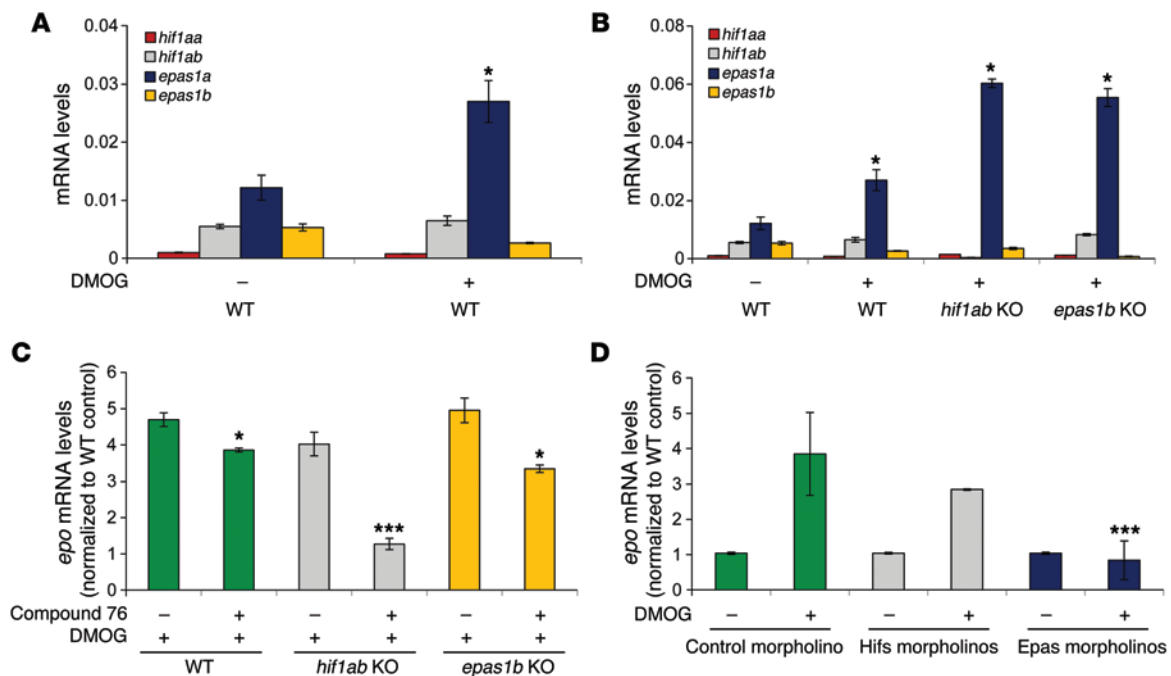 A
0.04
0.03
0.02
0.01
0
mRNA levels
hif1aa
hif1ab
epas1a
epas1b
*
DMOG – +
WT WT
B
0.08
0.06
0.04
0.02
0
mRNA levels
hif1aa
hif1ab
epas1a
epas1b
* * *
DMOG – + + +
WT WT hif1ab KO epas1b KO
C
6
5
4
3
2
1
0
epo mRNA levels
(normalized to WT control)
* *** *
Compound 76 – + – + – +
DMOG + + + + + +
WT hif1ab KO epas1b KO
D
6
5
4
3
2
1
0
epo mRNA levels
(normalized to WT control)
***
DMOG – + – + – +
Control morpholino Hifs morpholinos Epas morpholinos